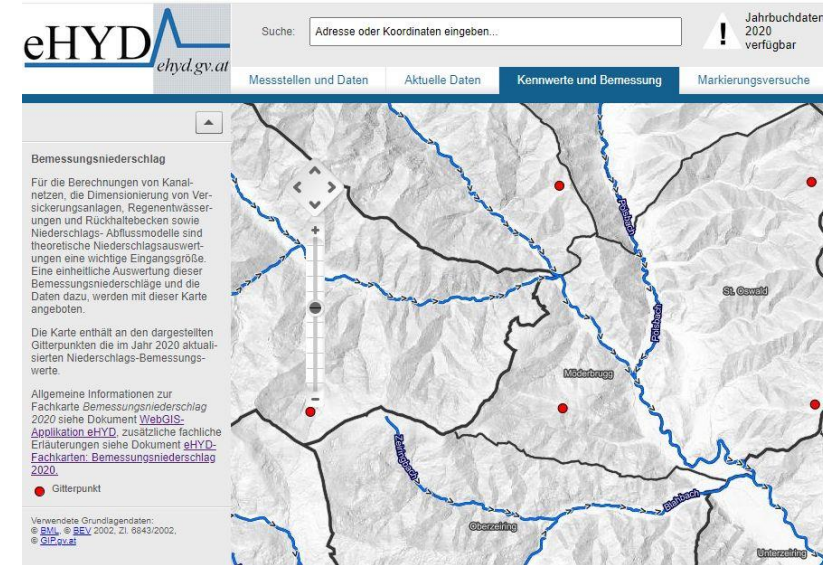 eHYD
ehyd.gv.at
Suche:
Adresse oder Koordinaten eingeben...
!
Jahrbuchdaten
2020
verfügbar
Messstellen und Daten
Aktuelle Daten
Kennwerte und Bemessung
Markierungsversuche
Bemessungsniederschlag
Für die Berechnungen von Kanal-
netzen, die Dimensionierung von Ver-
sickerungsanlagen, Regenentwässer-
ungen und Rückhaltebecken sowie
Niederschlags- Abflussmodelle sind
theoretische Niederschlagsauswert-
ungen eine wichtige Eingangsgröße.
Eine einheitliche Auswertung dieser
Bemessungsniederschläge und die
Daten dazu, werden mit dieser Karte
angeboten.
Die Karte enthält an den dargestellten
Gitterpunkten die im Jahr 2020 aktuali-
sierten Niederschlags-Bemessungs-
werte.
Allgemeine Informationen zur
Fachkarte Bemessungsniederschlag
2020 siehe Dokument WebGIS-
Applikation eHYD, zusätzliche fachliche
Erläuterungen siehe Dokument eHYD-
Fachkarten: Bemessungsniederschlag
2020.
Gitterpunkt
Verwendete Grundlagendaten:
© BML, © BEV 2002, Zl. 6843/2002,
© GIP.gv.at
Pölsbach
St. Oswald
Pölsbach
Möderbrugg
Zeiringbach
Blahbach
Oberzeiring
Unterzeiring